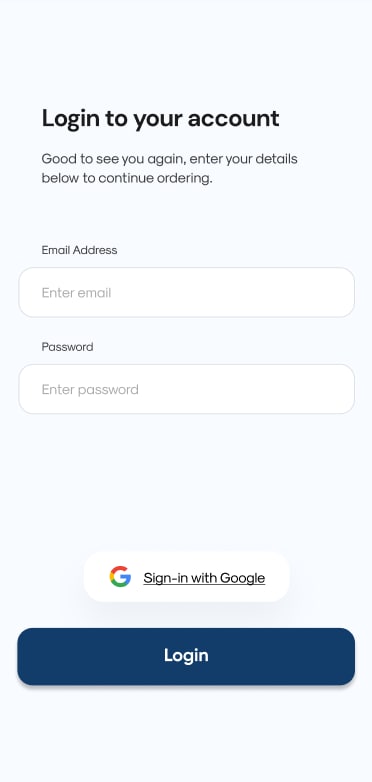 Login to your account
Good to see you again, enter your details
below to continue ordering.
Email Address
Enter email
Password
Enter password
Sign-in with Google
Login